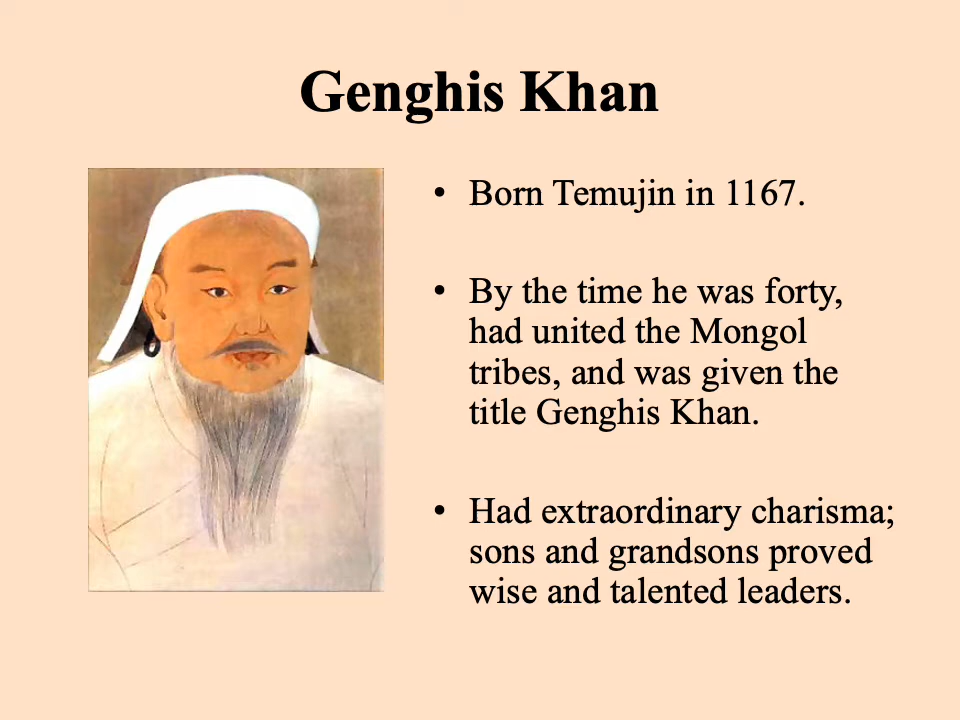 Genghis Khan
• Born Temujin in 1167.
• By the time he was forty,
had united the Mongol
tribes, and was given the
title Genghis Khan.
• Had extraordinary charisma;
sons and grandsons proved
wise and talented leaders.